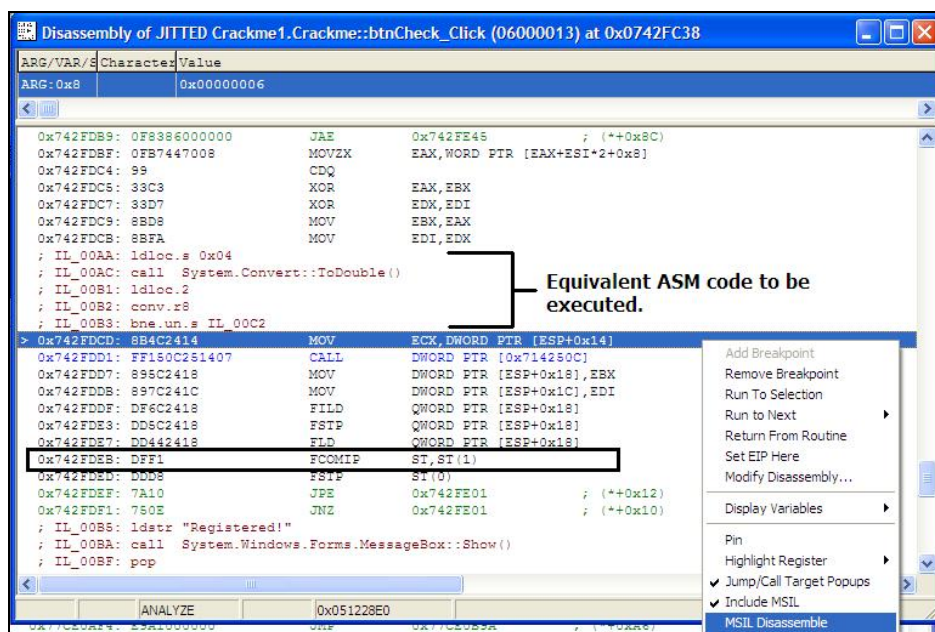 Disassembly of JITTED Crackme1.Crackme::btnCheck_Click (06000013) at 0x0742FC38
ARG/VAR/S Character Value
ARG:0x8 0x00000006
0x742FDB9: 0F8386000000 JAE 0x742FE45 ; (*+0x8C)
0x742FDBF: 0FB7447008 MOVZX EAX,WORD PTR [EAX+ESI*2+0x8]
0x742FDC4: 99 CDQ
0x742FDC5: 33C3 XOR EAX,EBX
0x742FDC7: 33D7 XOR EDX,EDI
0x742FDC9: 8BD8 MOV EBX,EAX
0x742FDCB: 8BFA MOV EDI,EDX
; IL_00AA: ldloc.s 0x04
; IL_00AC: call System.Convert::ToDouble()
; IL_00B1: ldloc.2
; IL_00B2: conv.r8
; IL_00B3: bne.un.s IL_00C2
Equivalent ASM code to be
executed.
> 0x742FDCD: 8B4C2414 MOV ECX,DWORD PTR [ESP+0x14]
0x742FDD1: FF150C251407 CALL DWORD PTR [0x714250C]
0x742FDD7: 895C2418 MOV DWORD PTR [ESP+0x18],EBX
0x742FDDB: 897C241C MOV DWORD PTR [ESP+0x1C],EDI
0x742FDDF: DF6C2418 FILD QWORD PTR [ESP+0x18]
0x742FDE3: DD5C2418 FSTP QWORD PTR [ESP+0x18]
0x742FDE7: DD442418 FLD QWORD PTR [ESP+0x18]
0x742FDEB: DFF1 FCOMIP ST,ST(1)
0x742FDED: DDD8 FSTP ST(0)
0x742FDEF: 7A10 JPE 0x742FE01 ; (*+0x12)
0x742FDF1: 750E JNZ 0x742FE01 ; (*+0x10)
; IL_00B5: ldstr "Registered!"
; IL_00BA: call System.Windows.Forms.MessageBox::Show()
; IL_00BF: pop
Add Breakpoint
Remove Breakpoint
Run To Selection
Run to Next
Return From Routine
Set EIP Here
Modify Disassembly...
Display Variables
Pin
Highlight Register
Jump/Call Target Popups
Include MSIL
MSIL Disassemble
ANALYZE 0x051228E0